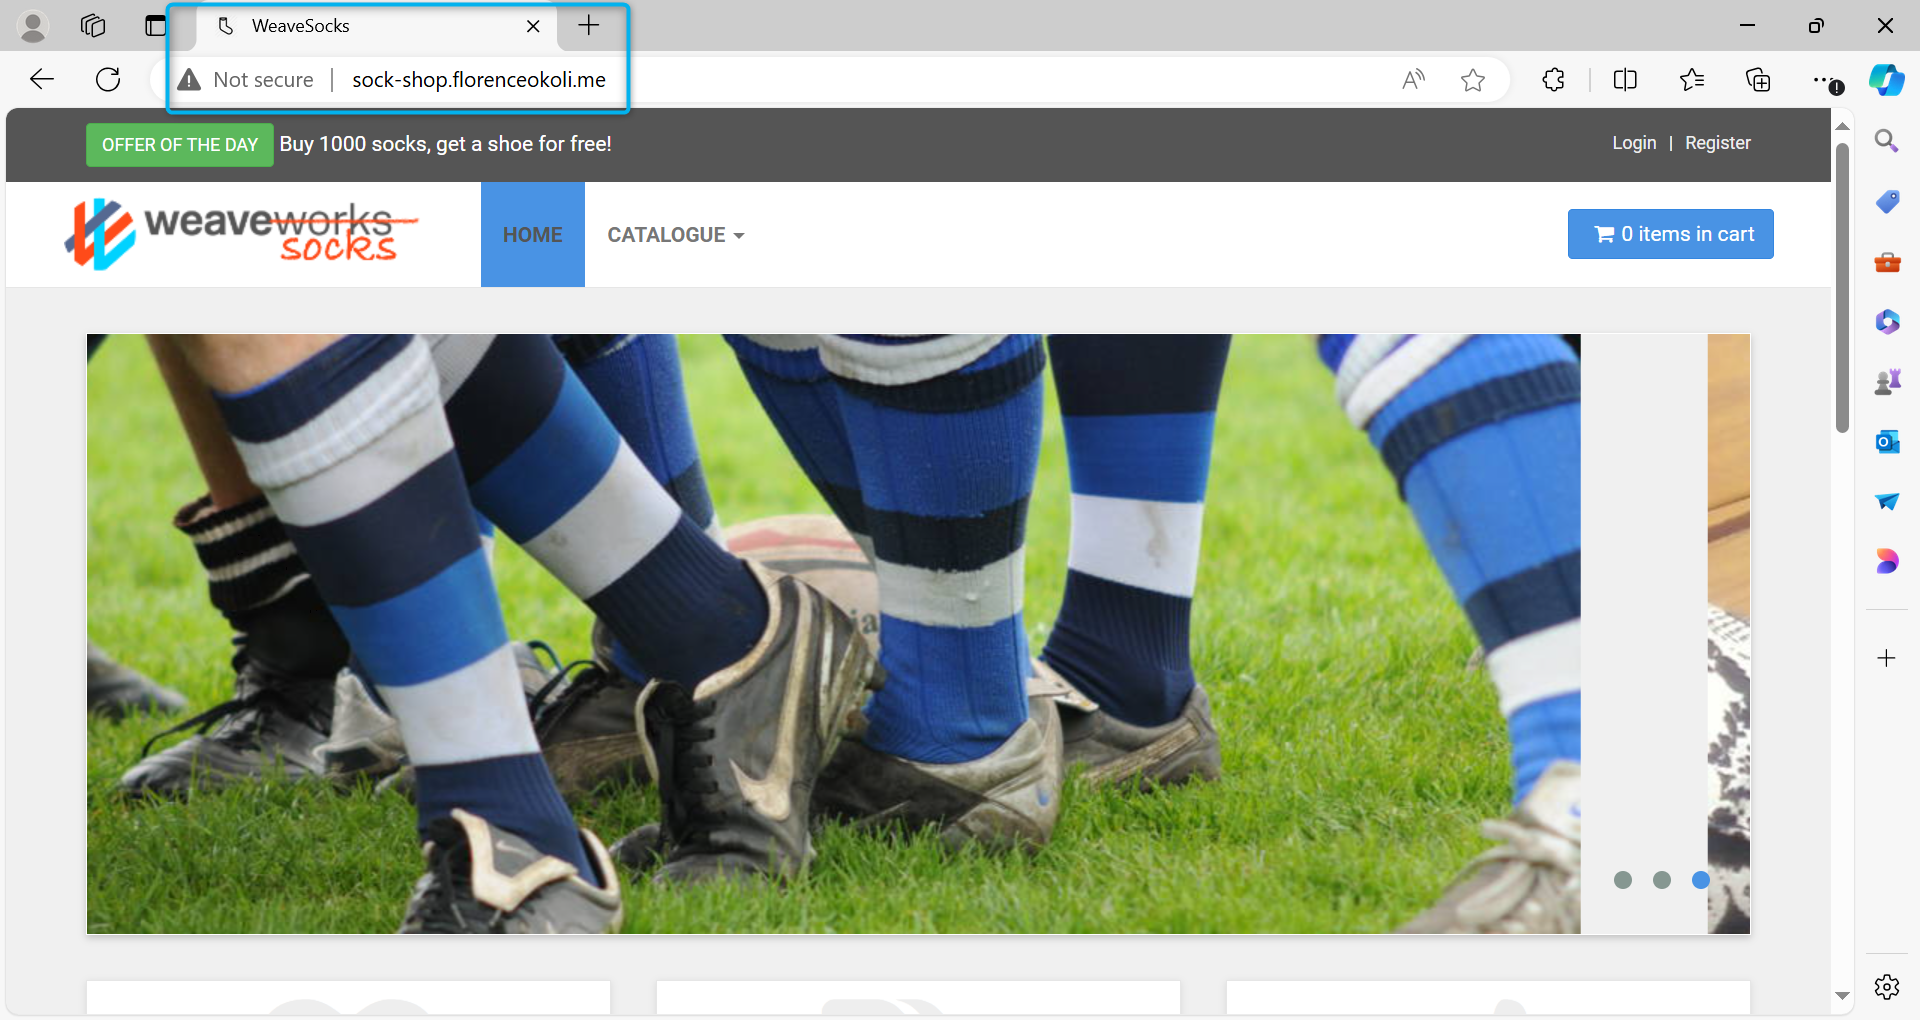 WeaveSocks
Not secure | sock-shop.florenceokoli.me
OFFER OF THE DAY Buy 1000 socks, get a shoe for free!
Login | Register
weaveworks
socks
HOME CATALOGUE
0 items in cart